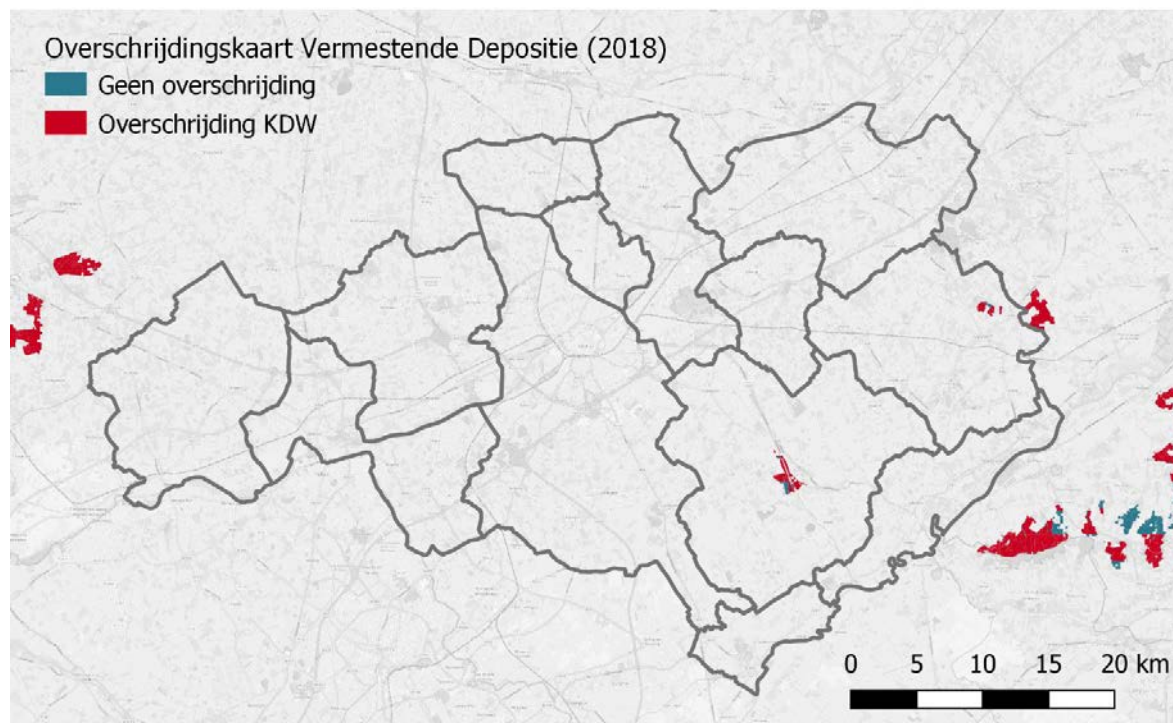 Overschrijdingskaart Vermestende Depositie (2018)
Geen overschrijding
Overschrijding KDW
0 5 10 15 20 km